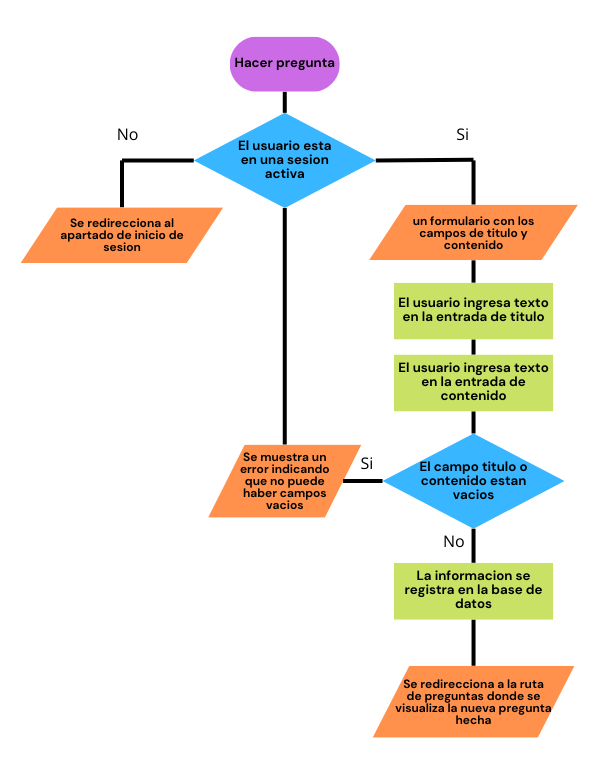 Hacer pregunta
El usuario esta
en una sesion
activa
No
Si
Se redirecciona al
apartado de inicio de
sesion
un formulario con los
campos de titulo y
contenido
El usuario ingresa texto
en la entrada de titulo
El usuario ingresa texto
en la entrada de
contenido
Se muestra un
error indicando
que no puede
haber campos
vacios
Si
El campo titulo o
contenido estan
vacios
No
La informacion se
registra en la base de
datos
Se redirecciona a la ruta
de preguntas donde se
visualiza la nueva pregunta
hecha